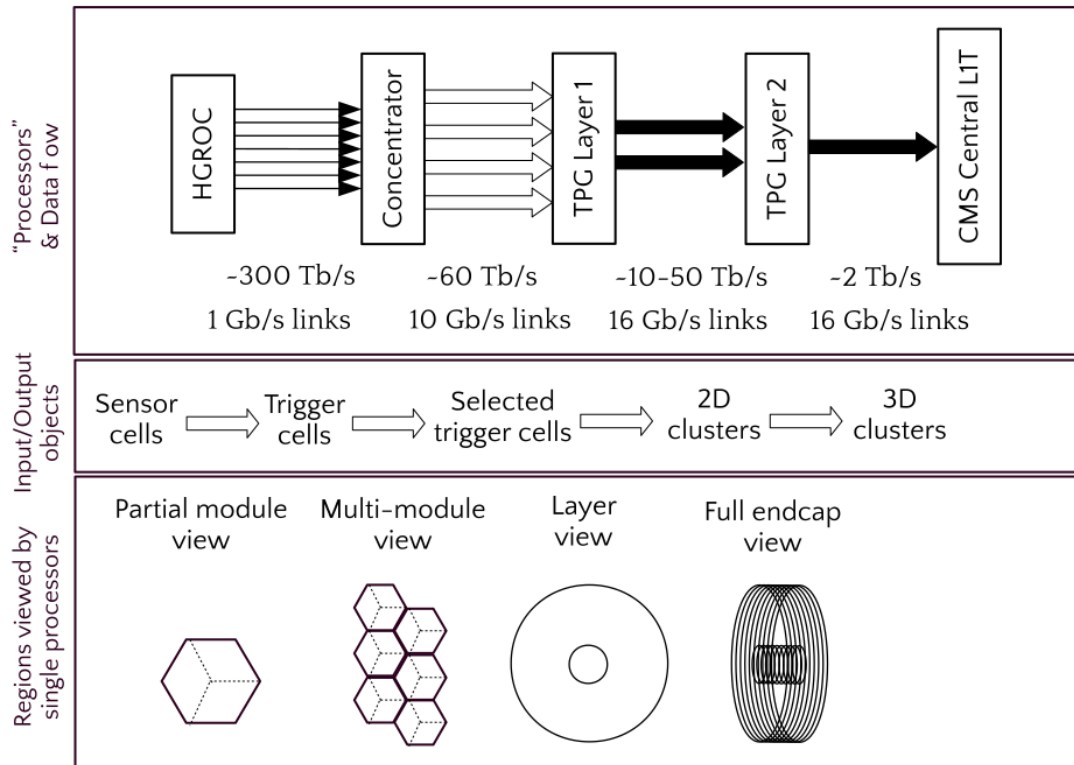 "Processors"
& Data f ow
HGROC
Concentrator
TPG Layer 1
TPG Layer 2
CMS Central L1T
~300 Tb/s
~60 Tb/s
~10-50 Tb/s
~2 Tb/s
1 Gb/s links
10 Gb/s links
16 Gb/s links
16 Gb/s links
Input/Output
objects
Sensor
cells
Trigger
cells
Selected
trigger cells
2D
clusters
3D
clusters
Regions viewed by
single processors
Partial module
view
Multi-module
view
Layer
view
Full endcap
view